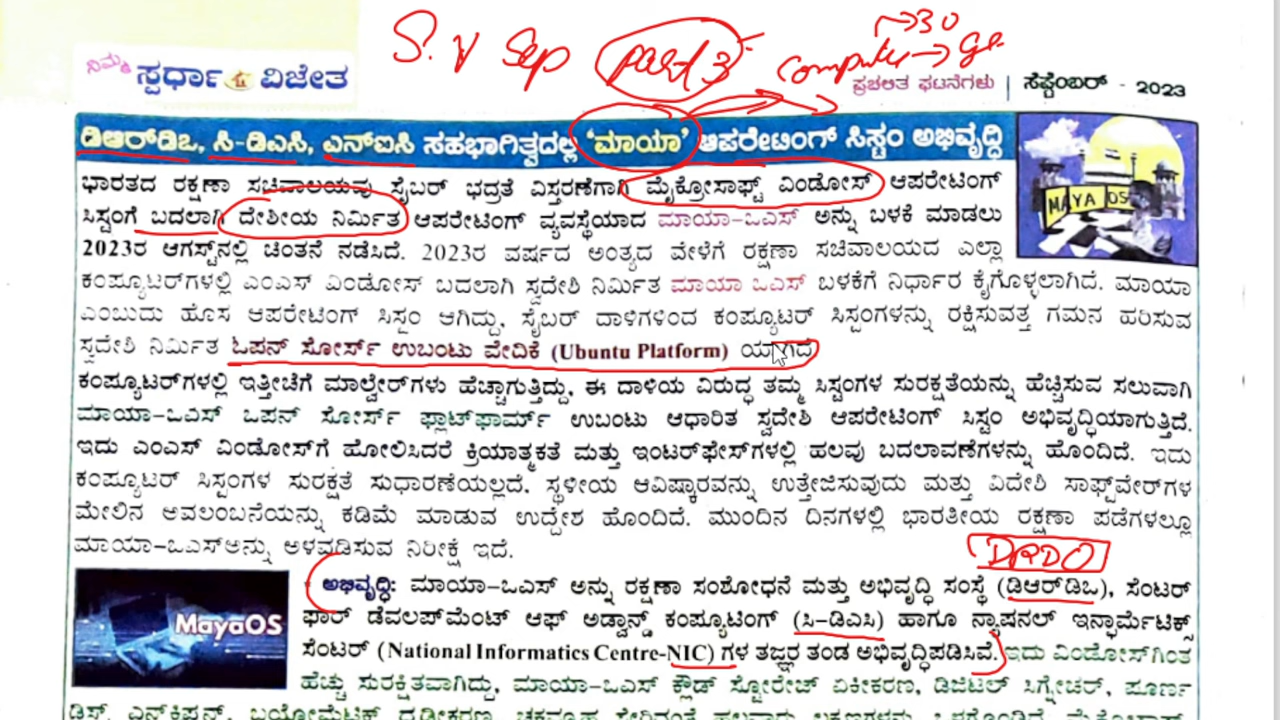 S. V Sep part 3 computer →30
ನಿಮ್ಮ ಸ್ಪರ್ಧಾ ವಿಜೇತ
ಪ್ರಚಲಿತ ಘಟನೆಗಳು | ಸೆಪ್ಟೆಂಬರ್ - 2023
ಡಿಆರ್‌ಡಿಒ, ಸಿ-ಡಿಎಸಿ, ಎನ್‌ಐಸಿ ಸಹಭಾಗಿತ್ವದಲ್ಲಿ 'ಮಾಯಾ' ಆಪರೇಟಿಂಗ್ ಸಿಸ್ಟಂ ಅಭಿವೃದ್ಧಿ
MAYA OS
ಭಾರತದ ರಕ್ಷಣಾ ಸಚಿವಾಲಯವು ಸೈಬರ್ ಭದ್ರತೆ ವಿಸ್ತರಣೆಗಾಗಿ ಮೈಕ್ರೋಸಾಫ್ಟ್ ವಿಂಡೋಸ್ ಆಪರೇಟಿಂಗ್
ಸಿಸ್ಟಂಗೆ ಬದಲಾಗಿ ದೇಶೀಯ ನಿರ್ಮಿತ ಆಪರೇಟಿಂಗ್ ವ್ಯವಸ್ಥೆಯಾದ ಮಾಯಾ-ಒಎಸ್ ಅನ್ನು ಬಳಕೆ ಮಾಡಲು
2023ರ ಆಗಸ್ಟ್‌ನಲ್ಲಿ ಚಿಂತನೆ ನಡೆಸಿದೆ. 2023ರ ವರ್ಷದ ಅಂತ್ಯದ ವೇಳೆಗೆ ರಕ್ಷಣಾ ಸಚಿವಾಲಯದ ಎಲ್ಲಾ
ಕಂಪ್ಯೂಟರ್‌ಗಳಲ್ಲಿ ಎಂಎಸ್ ವಿಂಡೋಸ್ ಬದಲಾಗಿ ಸ್ವದೇಶಿ ನಿರ್ಮಿತ ಮಾಯಾ ಒಎಸ್ ಬಳಕೆಗೆ ನಿರ್ಧಾರ ಕೈಗೊಳ್ಳಲಾಗಿದೆ. ಮಾಯಾ
ಎಂಬುದು ಹೊಸ ಆಪರೇಟಿಂಗ್ ಸಿಸ್ಟಂ ಆಗಿದ್ದು, ಸೈಬರ್ ದಾಳಿಗಳಿಂದ ಕಂಪ್ಯೂಟರ್ ಸಿಸ್ಟಂಗಳನ್ನು ರಕ್ಷಿಸುವತ್ತ ಗಮನ ಹರಿಸುವ
ಸ್ವದೇಶಿ ನಿರ್ಮಿತ ಓಪನ್ ಸೋರ್ಸ್ ಉಬಂಟು ವೇದಿಕೆ (Ubuntu Platform) ಯಾಗಿದೆ
ಕಂಪ್ಯೂಟರ್‌ಗಳಲ್ಲಿ ಇತ್ತೀಚೆಗೆ ಮಾಲ್ವೇರ್‌ಗಳು ಹೆಚ್ಚಾಗುತ್ತಿದ್ದು, ಈ ದಾಳಿಯ ವಿರುದ್ಧ ತಮ್ಮ ಸಿಸ್ಟಂಗಳ ಸುರಕ್ಷತೆಯನ್ನು ಹೆಚ್ಚಿಸುವ ಸಲುವಾಗಿ
ಮಾಯಾ-ಒಎಸ್ ಒಪನ್ ಸೋರ್ಸ್ ಫ್ಲಾಟ್‌ಫಾರ್ಮ್ ಉಬಂಟು ಆಧಾರಿತ ಸ್ವದೇಶಿ ಆಪರೇಟಿಂಗ್ ಸಿಸ್ಟಂ ಅಭಿವೃದ್ಧಿಯಾಗುತ್ತಿದೆ.
ಇದು ಎಂಎಸ್ ವಿಂಡೋಸ್‌ಗೆ ಹೋಲಿಸಿದರೆ ಕ್ರಿಯಾತ್ಮಕತೆ ಮತ್ತು ಇಂಟರ್‌ಫೇಸ್‌ಗಳಲ್ಲಿ ಹಲವು ಬದಲಾವಣೆಗಳನ್ನು ಹೊಂದಿದೆ. ಇದು
ಕಂಪ್ಯೂಟರ್ ಸಿಸ್ಟಂಗಳ ಸುರಕ್ಷತೆ ಸುಧಾರಣೆಯಲ್ಲದೆ, ಸ್ಥಳೀಯ ಆವಿಷ್ಕಾರವನ್ನು ಉತ್ತೇಜಿಸುವುದು ಮತ್ತು ವಿದೇಶಿ ಸಾಫ್ಟ್‌ವೇರ್‌ಗಳ
ಮೇಲಿನ ಅವಲಂಬನೆಯನ್ನು ಕಡಿಮೆ ಮಾಡುವ ಉದ್ದೇಶ ಹೊಂದಿದೆ. ಮುಂದಿನ ದಿನಗಳಲ್ಲಿ ಭಾರತೀಯ ರಕ್ಷಣಾ ಪಡೆಗಳಲ್ಲೂ
ಮಾಯಾ-ಒಎಸ್‌ಅನ್ನು ಅಳವಡಿಸುವ ನಿರೀಕ್ಷೆ ಇದೆ.
DRDO
MayaOS
ಅಭಿವೃದ್ಧಿ: ಮಾಯಾ-ಒಎಸ್ ಅನ್ನು ರಕ್ಷಣಾ ಸಂಶೋಧನೆ ಮತ್ತು ಅಭಿವೃದ್ಧಿ ಸಂಸ್ಥೆ (ಡಿಆರ್‌ಡಿಒ), ಸೆಂಟರ್
ಫಾರ್ ಡೆವಲಪ್‌ಮೆಂಟ್ ಆಫ್ ಅಡ್ವಾನ್ಸ್ಡ್ ಕಂಪ್ಯೂಟಿಂಗ್ (ಸಿ-ಡಿಎಸಿ) ಹಾಗೂ ನ್ಯಾಷನಲ್ ಇನ್ಫಾರ್ಮೆಟಿಕ್ಸ್
ಸೆಂಟರ್ (National Informatics Centre-NIC) ಗಳ ತಜ್ಞರ ತಂಡ ಅಭಿವೃದ್ಧಿಪಡಿಸಿವೆ. ಇದು ವಿಂಡೋಸ್‌ಗಿಂತ
ಹೆಚ್ಚು ಸುರಕ್ಷಿತವಾಗಿದ್ದು, ಮಾಯಾ-ಒಎಸ್ ಕ್ಲೌಡ್ ಸ್ಟೋರೇಜ್ ಏಕೀಕರಣ, ಡಿಜಿಟಲ್ ಸಿಗ್ನೇಚರ್, ಪೂರ್ಣ